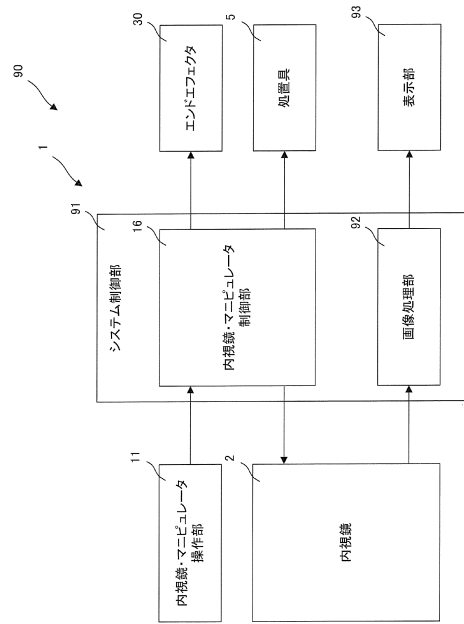 90
1
91
システム制御部
11
内視鏡・マニピュレータ
操作部
16
内視鏡・マニピュレータ
制御部
30
エンドエフェクタ
5
処置具
2
内視鏡
92
画像処理部
93
表示部